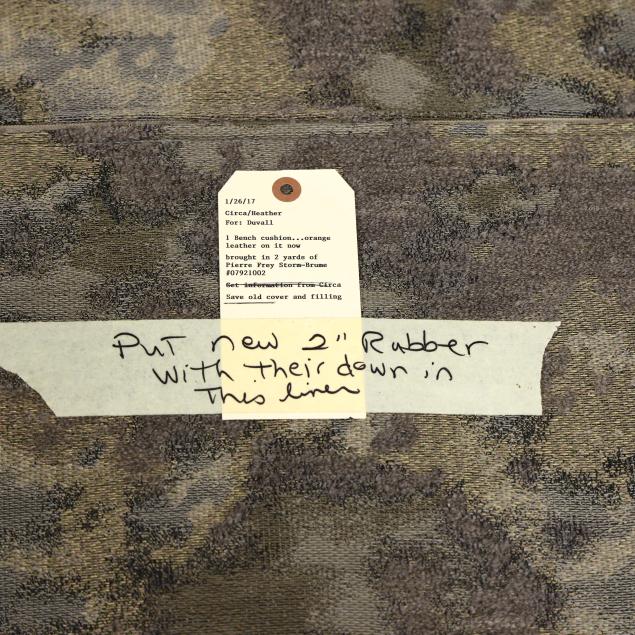 1/26/17
Circa/Heather
For: Duvall
1 Bench cushion...orange
leather on it now
brought in 2 yards of
Pierre Frey Storm-Brume
#07921002
Get information from Circa
Save old cover and filling
PUT new 2" Rubber
with their down in
This liner